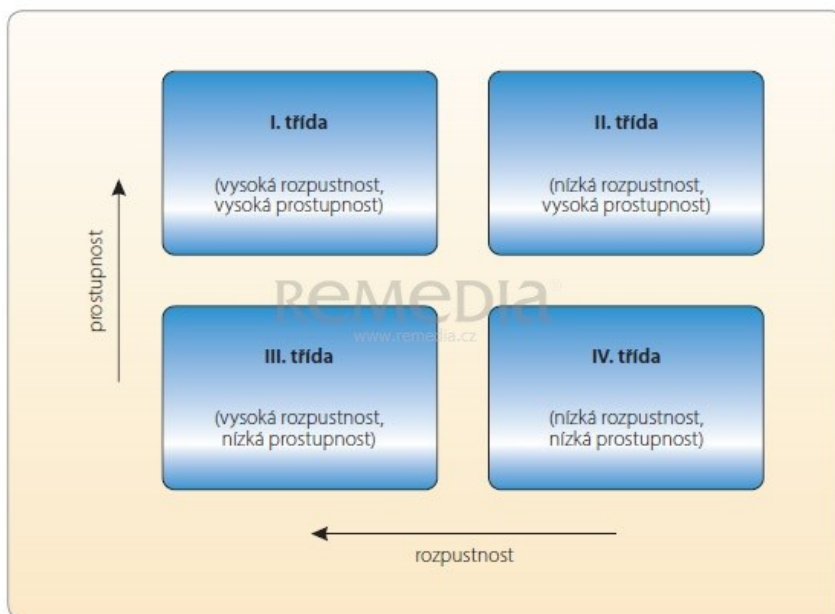 I. třída
(vysoká rozpustnost,
vysoká prostupnost)
II. třída
(nízká rozpustnost,
vysoká prostupnost)
prostupnost
REMEDIA®
www.remedia.cz
III. třída
(vysoká rozpustnost,
nízká prostupnost)
IV. třída
(nízká rozpustnost,
nízká prostupnost)
rozpustnost